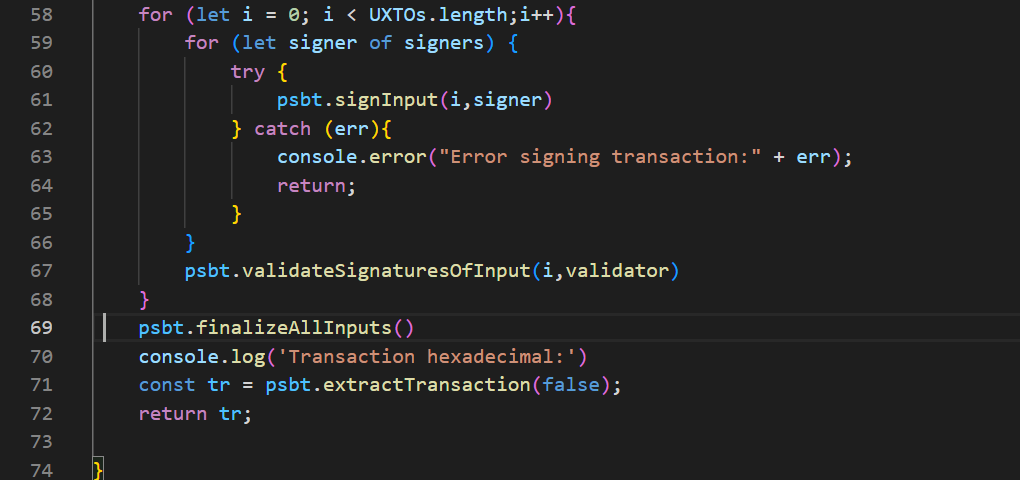 58 for (let i = 0; i < UXTOs.length;i++){
59 for (let signer of signers) {
60 try {
61 psbt.signInput(i,signer)
62 } catch (err){
63 console.error("Error signing transaction:" + err);
64 return;
65 }
66 }
67 psbt.validateSignaturesOfInput(i,validator)
68 }
69 psbt.finalizeAllInputs()
70 console.log('Transaction hexadecimal:')
71 const tr = psbt.extractTransaction(false);
72 return tr;
73
74 }